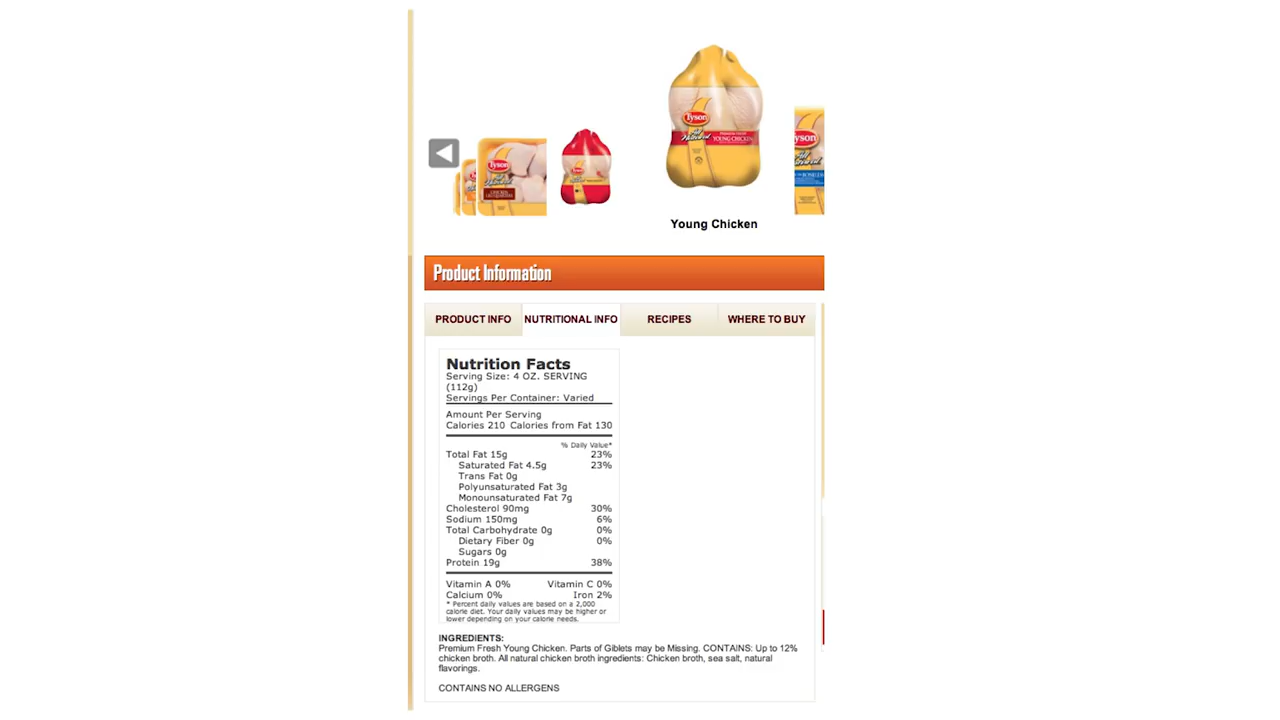 Tyson
Tyson
Tyson
All Natural
YOUNG CHICKEN
yson
Young Chicken
Product Information
PRODUCT INFO
NUTRITIONAL INFO
RECIPES
WHERE TO BUY
Nutrition Facts
Serving Size: 4 OZ. SERVING
(112g)
Servings Per Container: Varied
Amount Per Serving
Calories 210 Calories from Fat 130
% Daily Value*
Total Fat 15g 23%
Saturated Fat 4.5g 23%
Trans Fat 0g
Polyunsaturated Fat 3g
Monounsaturated Fat 7g
Cholesterol 90mg 30%
Sodium 150mg 6%
Total Carbohydrate 0g 0%
Dietary Fiber 0g 0%
Sugars 0g
Protein 19g 38%
Vitamin A 0% Vitamin C 0%
Calcium 0% Iron 2%
* Percent daily values are based on a 2,000
calorie diet. Your daily values may be higher or
lower depending on your calorie needs.
INGREDIENTS:
Premium Fresh Young Chicken. Parts of Giblets may be Missing. CONTAINS: Up to 12%
chicken broth. All natural chicken broth ingredients: Chicken broth, sea salt, natural
flavorings.
CONTAINS NO ALLERGENS